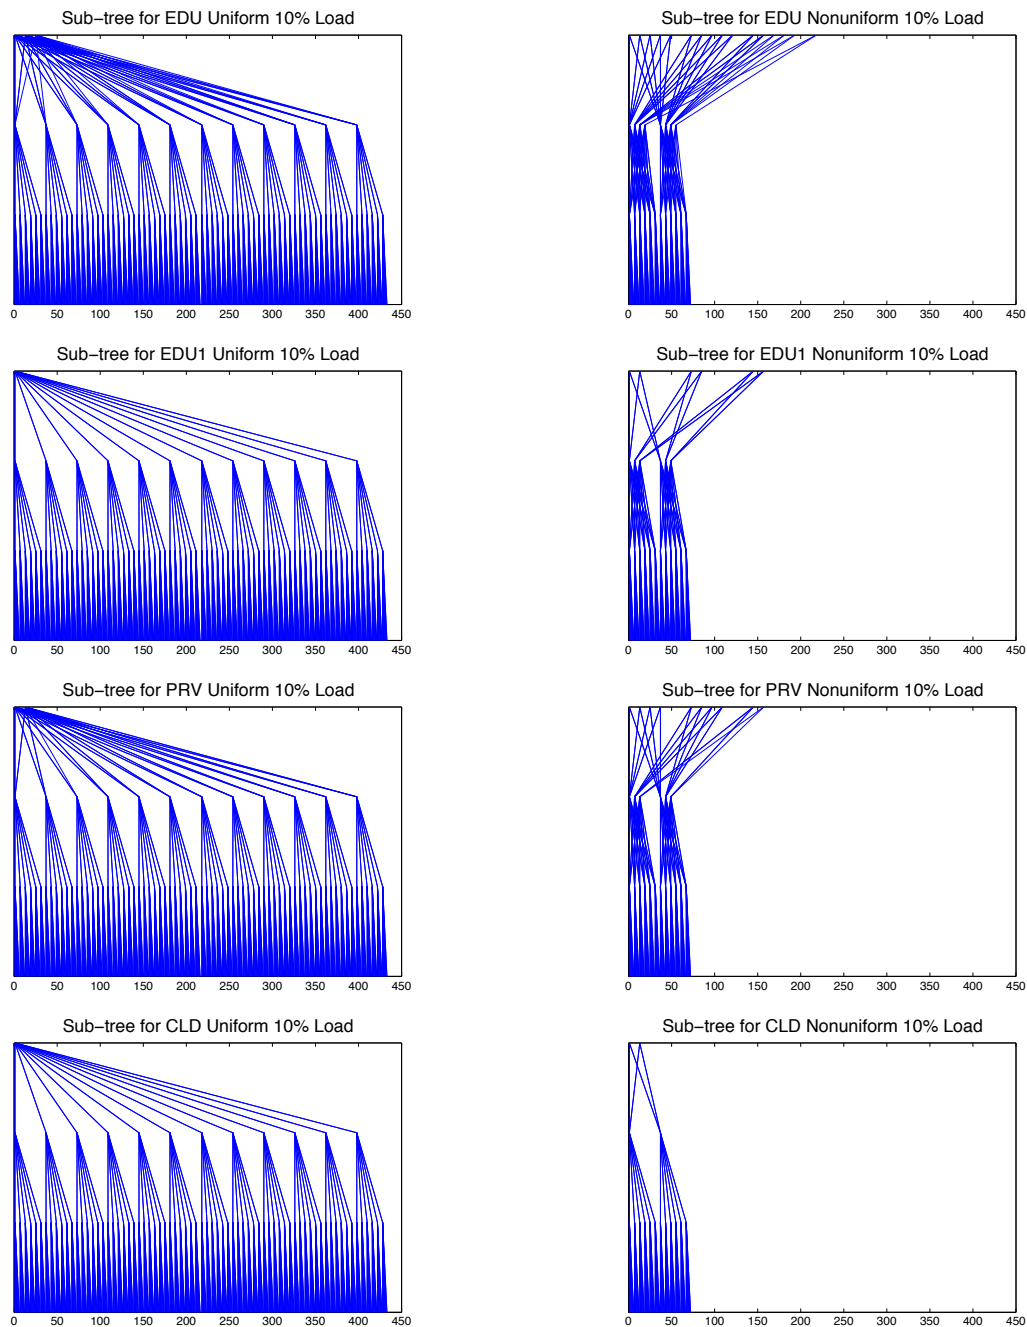 Sub-tree for EDU Uniform 10% Load
Sub-tree for EDU Nonuniform 10% Load
0 50 100 150 200 250 300 350 400 450
0 50 100 150 200 250 300 350 400 450
Sub-tree for EDU1 Uniform 10% Load
Sub-tree for EDU1 Nonuniform 10% Load
0 50 100 150 200 250 300 350 400 450
0 50 100 150 200 250 300 350 400 450
Sub-tree for PRV Uniform 10% Load
Sub-tree for PRV Nonuniform 10% Load
0 50 100 150 200 250 300 350 400 450
0 50 100 150 200 250 300 350 400 450
Sub-tree for CLD Uniform 10% Load
Sub-tree for CLD Nonuniform 10% Load
0 50 100 150 200 250 300 350 400 450
0 50 100 150 200 250 300 350 400 450